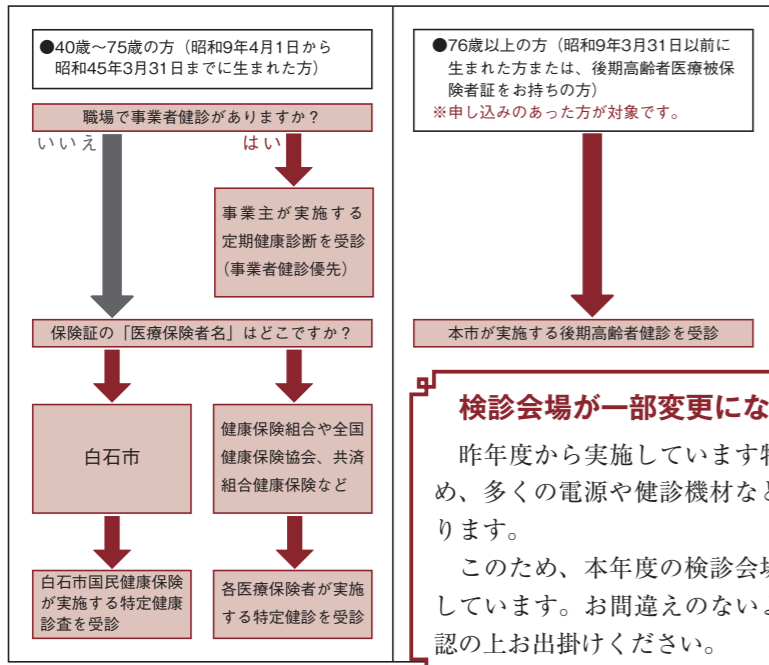 ●40歳～75歳の方（昭和9年4月1日から
昭和45年3月31日までに生まれた方）
職場で事業者健診がありますか？
いいえ
はい
事業主が実施する
定期健康診断を受診
（事業者健診優先）
保険証の「医療保険者名」はどこですか？
白石市
健康保険組合や全国
健康保険協会、共済
組合健康保険など
白石市国民健康保険
が実施する特定健康
診査を受診
各医療保険者が実施
する特定健診を受診
●76歳以上の方（昭和9年3月31日以前に
生まれた方または、後期高齢者医療被保
険者証をお持ちの方）
※申し込みのあった方が対象です。
本市が実施する後期高齢者健診を受診
検診会場が一部変更にな
昨年度から実施しています特
め、多くの電源や健診機材など
ります。
このため、本年度の検診会場
しています。お間違えのないよ
認の上お出掛けください。